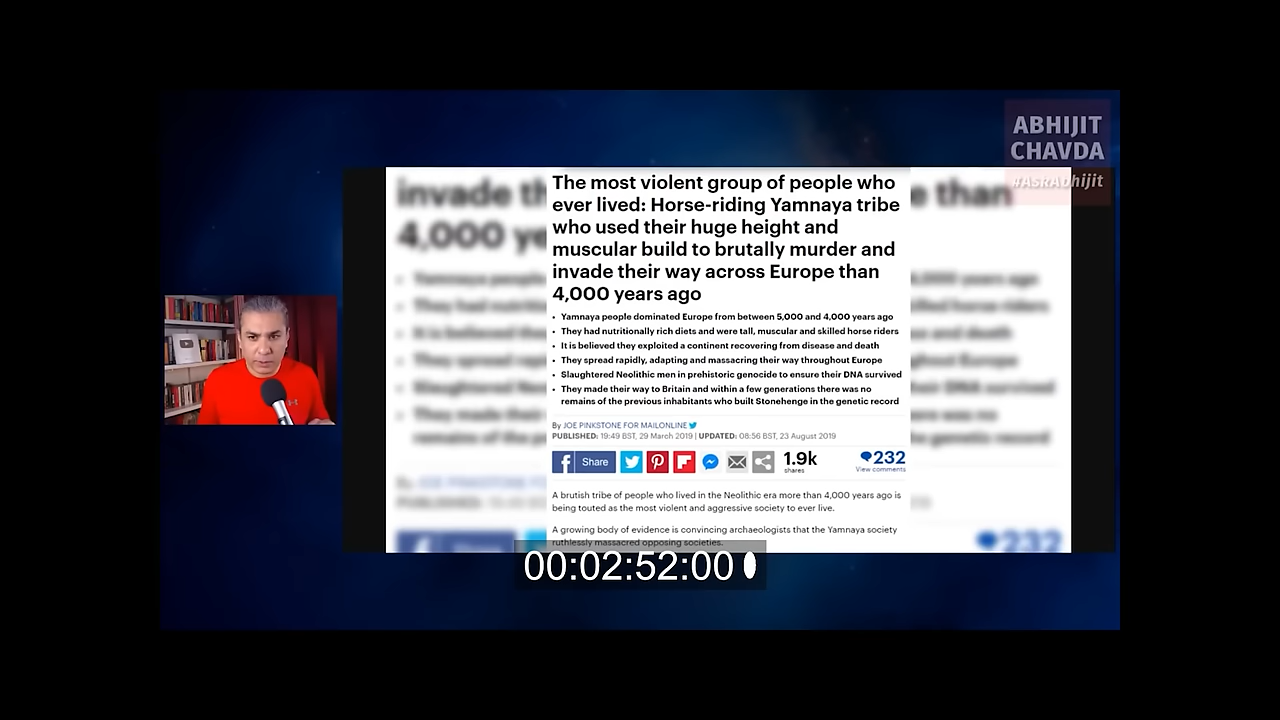 ABHIJIT
CHAVDA
#AskAbhijit
The most violent group of people who
ever lived: Horse-riding Yamnaya tribe
who used their huge height and
muscular build to brutally murder and
invade their way across Europe than
4,000 years ago
• Yamnaya people dominated Europe from between 5,000 and 4,000 years ago
• They had nutritionally rich diets and were tall, muscular and skilled horse riders
• It is believed they exploited a continent recovering from disease and death
• They spread rapidly, adapting and massacring their way throughout Europe
• Slaughtered Neolithic men in prehistoric genocide to ensure their DNA survived
• They made their way to Britain and within a few generations there was no
remains of the previous inhabitants who built Stonehenge in the genetic record
By JOE PINKSTONE FOR MAILONLINE
PUBLISHED: 19:49 BST, 29 March 2019 | UPDATED: 08:56 BST, 23 August 2019
Share
1.9k
shares
232
View comments
A brutish tribe of people who lived in the Neolithic era more than 4,000 years ago is
being touted as the most violent and aggressive society to ever live.
A growing body of evidence is convincing archaeologists that the Yamnaya society
ruthlessly massacred opposing societies.
00:02:52:00
invade th
e than
4,000 ye
232